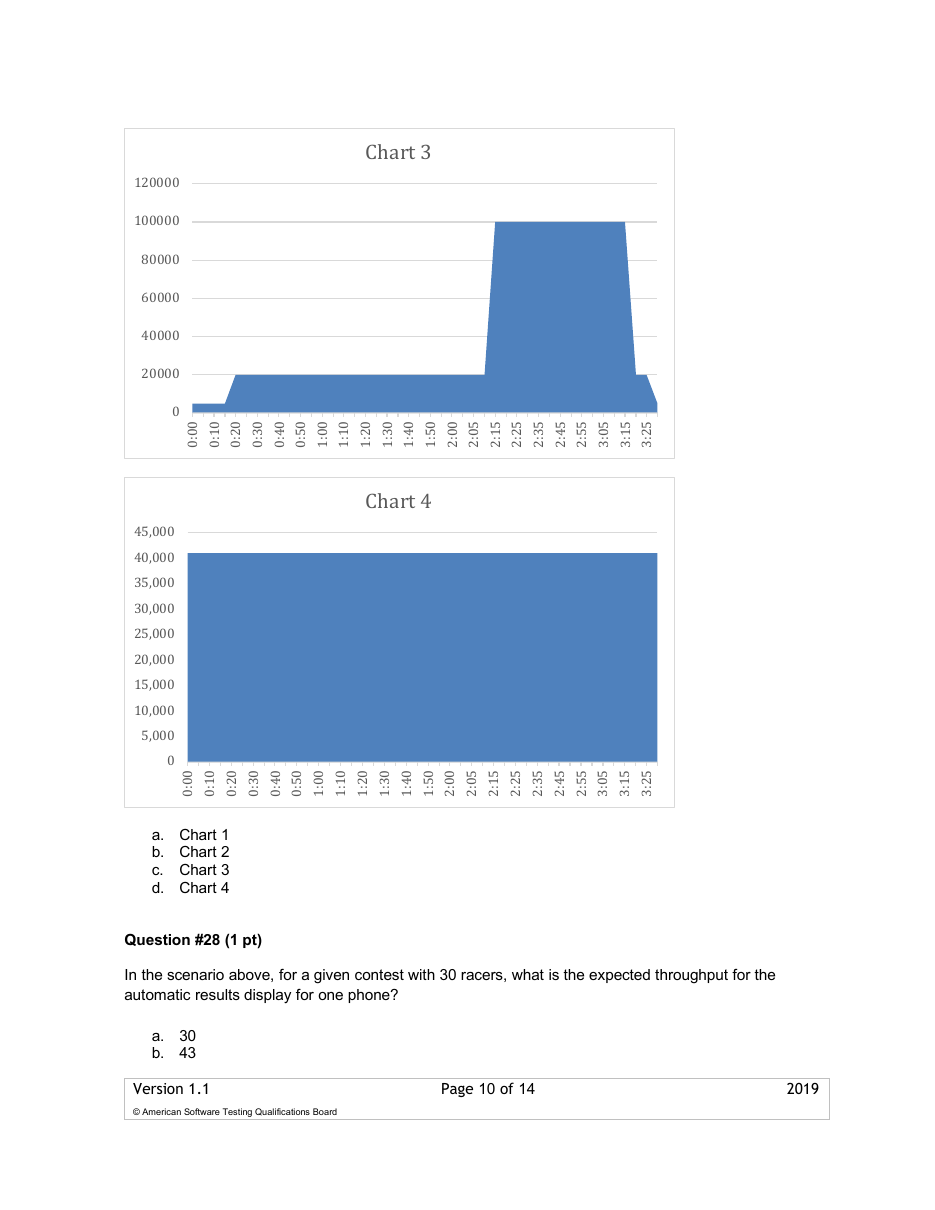 Chart 3
120000
100000
80000
60000
40000
20000
0
0:00 0:10 0:20 0:30 0:40 0:50 1:00 1:10 1:20 1:30 1:40 1:50 2:00 2:05 2:15 2:25 2:35 2:45 2:55 3:05 3:15 3:25
Chart 4
45,000
40,000
35,000
30,000
25,000
20,000
15,000
10,000
5,000
0
0:00 0:10 0:20 0:30 0:40 0:50 1:00 1:10 1:20 1:30 1:40 1:50 2:00 2:05 2:15 2:25 2:35 2:45 2:55 3:05 3:15 3:25
a. Chart 1
b. Chart 2
c. Chart 3
d. Chart 4
Question #28 (1 pt)
In the scenario above, for a given contest with 30 racers, what is the expected throughput for the
automatic results display for one phone?
a. 30
b. 43
Version 1.1 Page 10 of 14 2019
© American Software Testing Qualifications Board